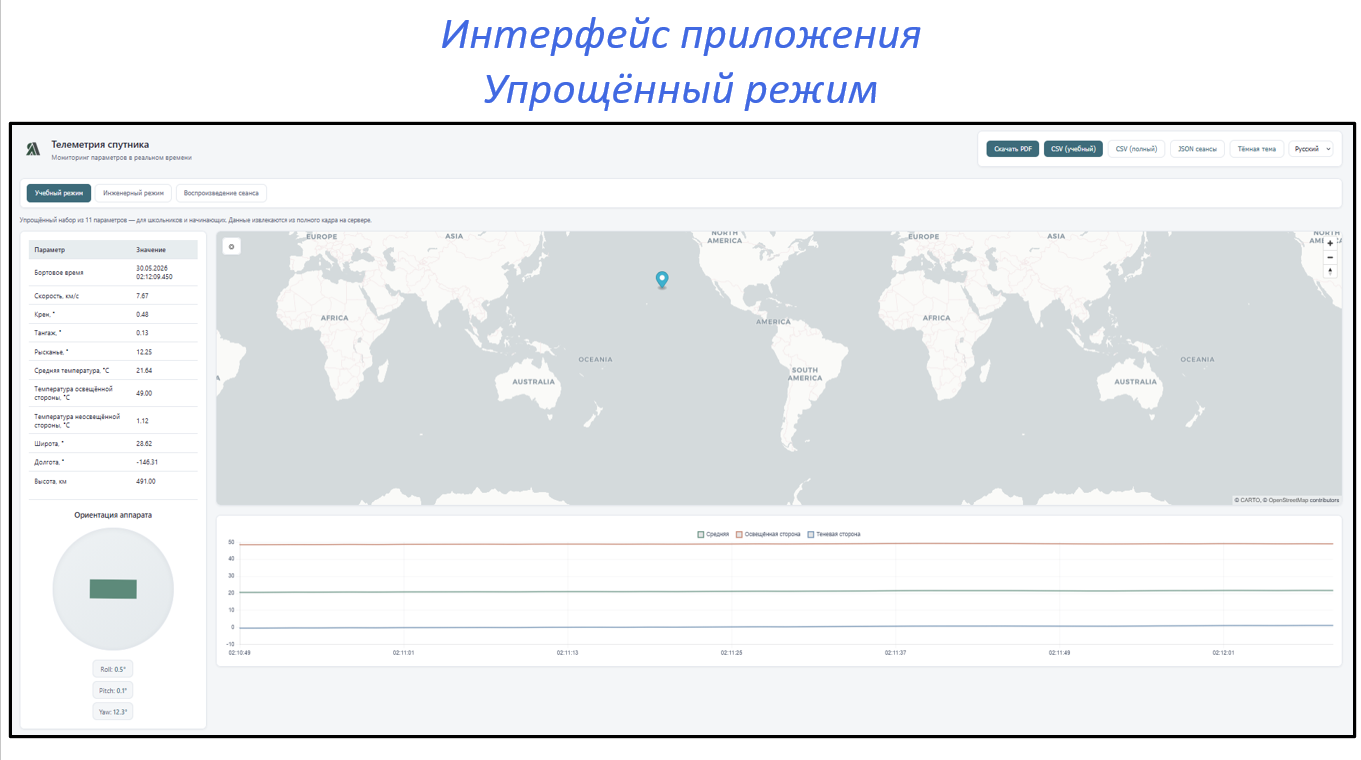 Интерфейс приложения
Упрощённый режим
Телеметрия спутника
Мониторинг параметров в реальном времени
Скачать PDF
CSV (учебный)
CSV (полный)
JSON сеансы
Тёмная тема
Русский
Учебный режим
Инженерный режим
Воспроизведение сеанса
Упрощённый набор из 11 параметров — для школьников и начинающих. Данные извлекаются из полного кадра на сервере.
Параметр Значение
Бортовое время 30.05.2026
02:12:09.450
Скорость, км/с 7.67
Крен, ° 0.48
Тангаж, ° 0.13
Рысканье, ° 12.25
Средняя температура, °C 21.64
Температура освещённой
стороны, °C 49.00
Температура неосвещённой
стороны, °C 1.12
Широта, ° 28.62
Долгота, ° -146.31
Высота, км 491.00
Ориентация аппарата
Roll: 0.5°
Pitch: 0.1°
Yaw: 12.3°
EUROPE
ASIA
NORTH
AMERICA
EUROPE
ASIA
NORTH
AFRICA
AMERICA
AFRICA
OCEANIA
OCEANIA
SOUTH
AMERICA
AUSTRALIA
AUSTRALIA
© CARTO, © OpenStreetMap contributors
Средняя
Освещённая сторона
Теневая сторона
50
40
30
20
10
0
-10
02:10:49
02:11:01
02:11:13
02:11:25
02:11:37
02:11:49
02:12:01